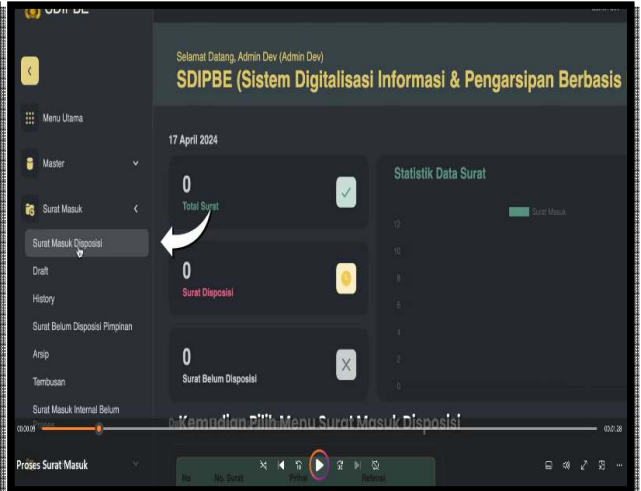 SDIPBE
Selamat Datang, Admin Dev (Admin Dev)
SDIPBE (Sistem Digitalisasi Informasi & Pengarsipan Berbasis
Menu Utama
17 April 2024
Master
0
Total Surat
Statistik Data Surat
Surat Masuk
Surat Masuk
12
10
8
6
4
2
0
Surat Masuk Disposisi
Draft
0
Surat Disposisi
History
Surat Belum Disposisi Pimpinan
Arsip
0
Surat Belum Disposisi
Tembusan
Surat Masuk Internal Belum
Proses
Kemudian Pilih Menu Surat Masuk Disposisi
00:00:09
00:01:28
Proses Surat Masuk
No
No. Surat
Prihal
Referensi